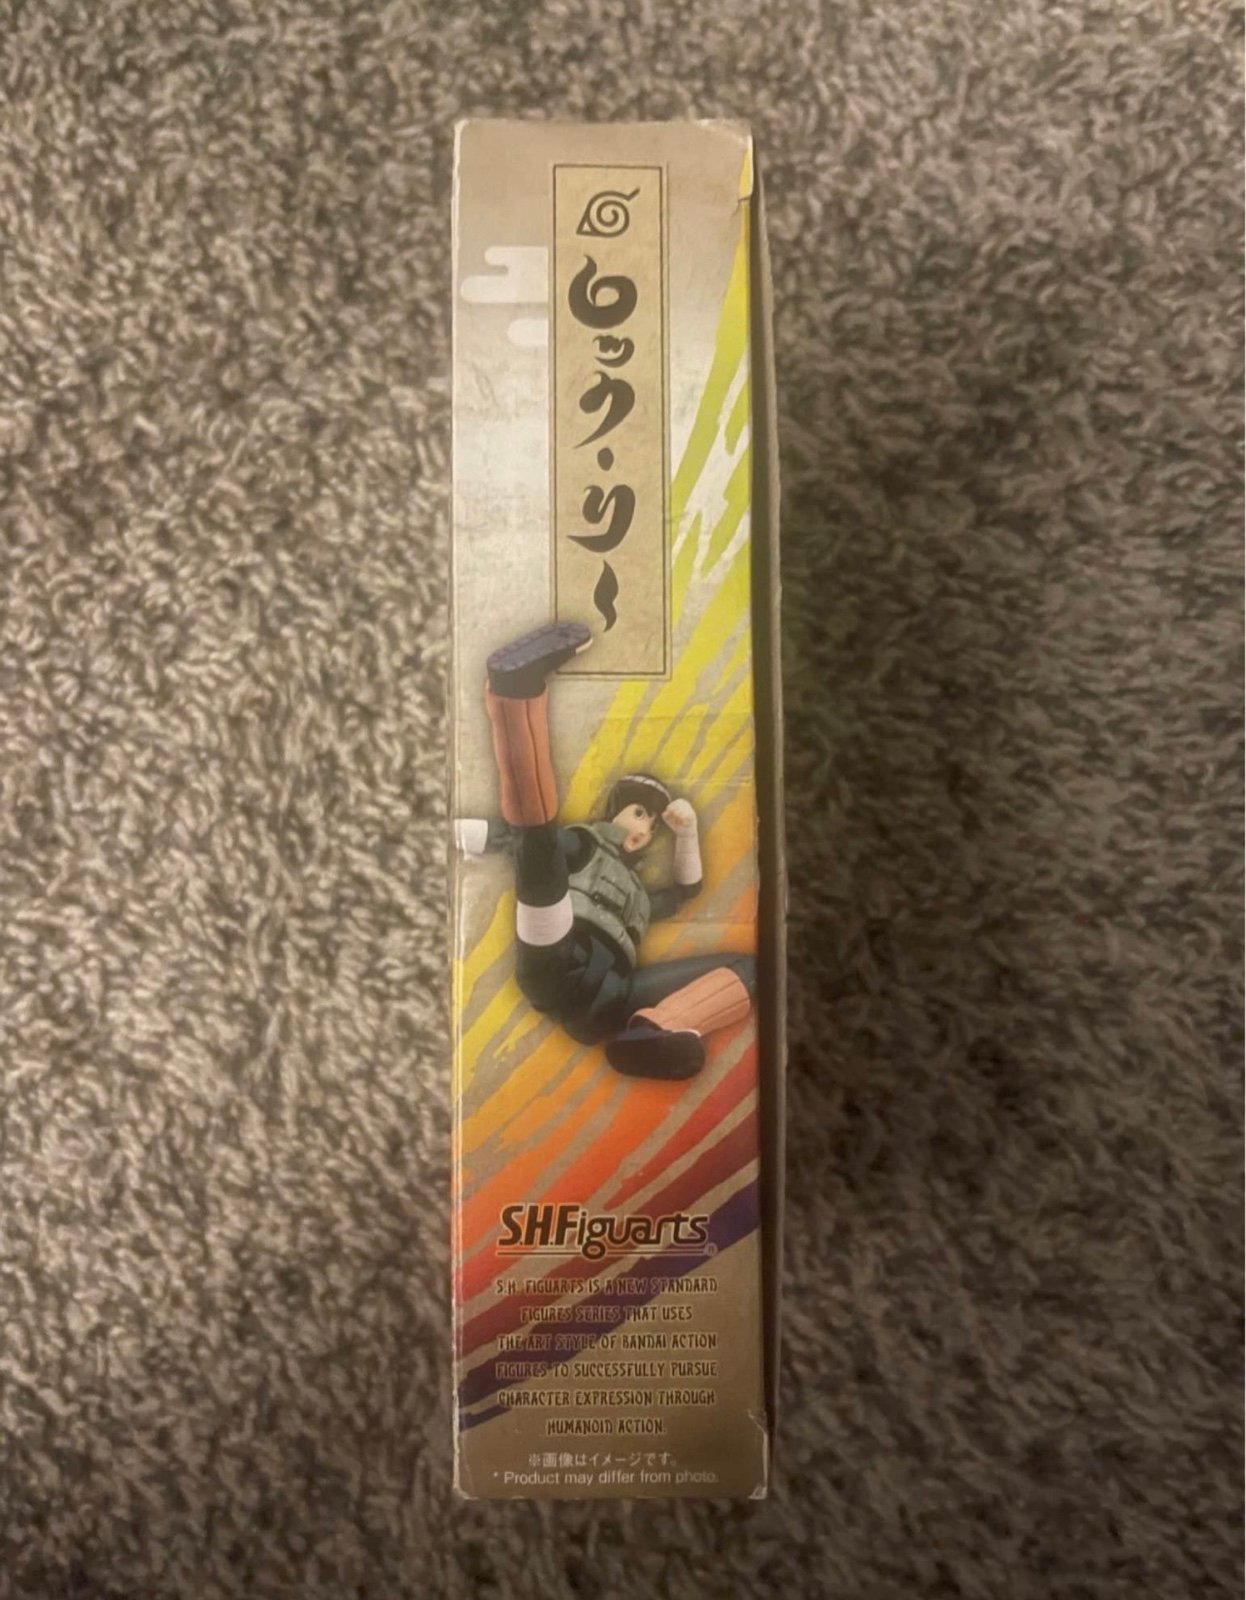 ロック・リー
S.H.Figuarts®
S.H. FIGUARTS IS A NEW STANDARD
FIGURES SERIES THAT USES
THE ART STYLE OF BANDAI ACTION
FIGURES TO SUCCESSFULLY PURSUE
CHARACTER EXPRESSION THROUGH
HUMANOID ACTION.
※画像はイメージです。
* Product may differ from photo.